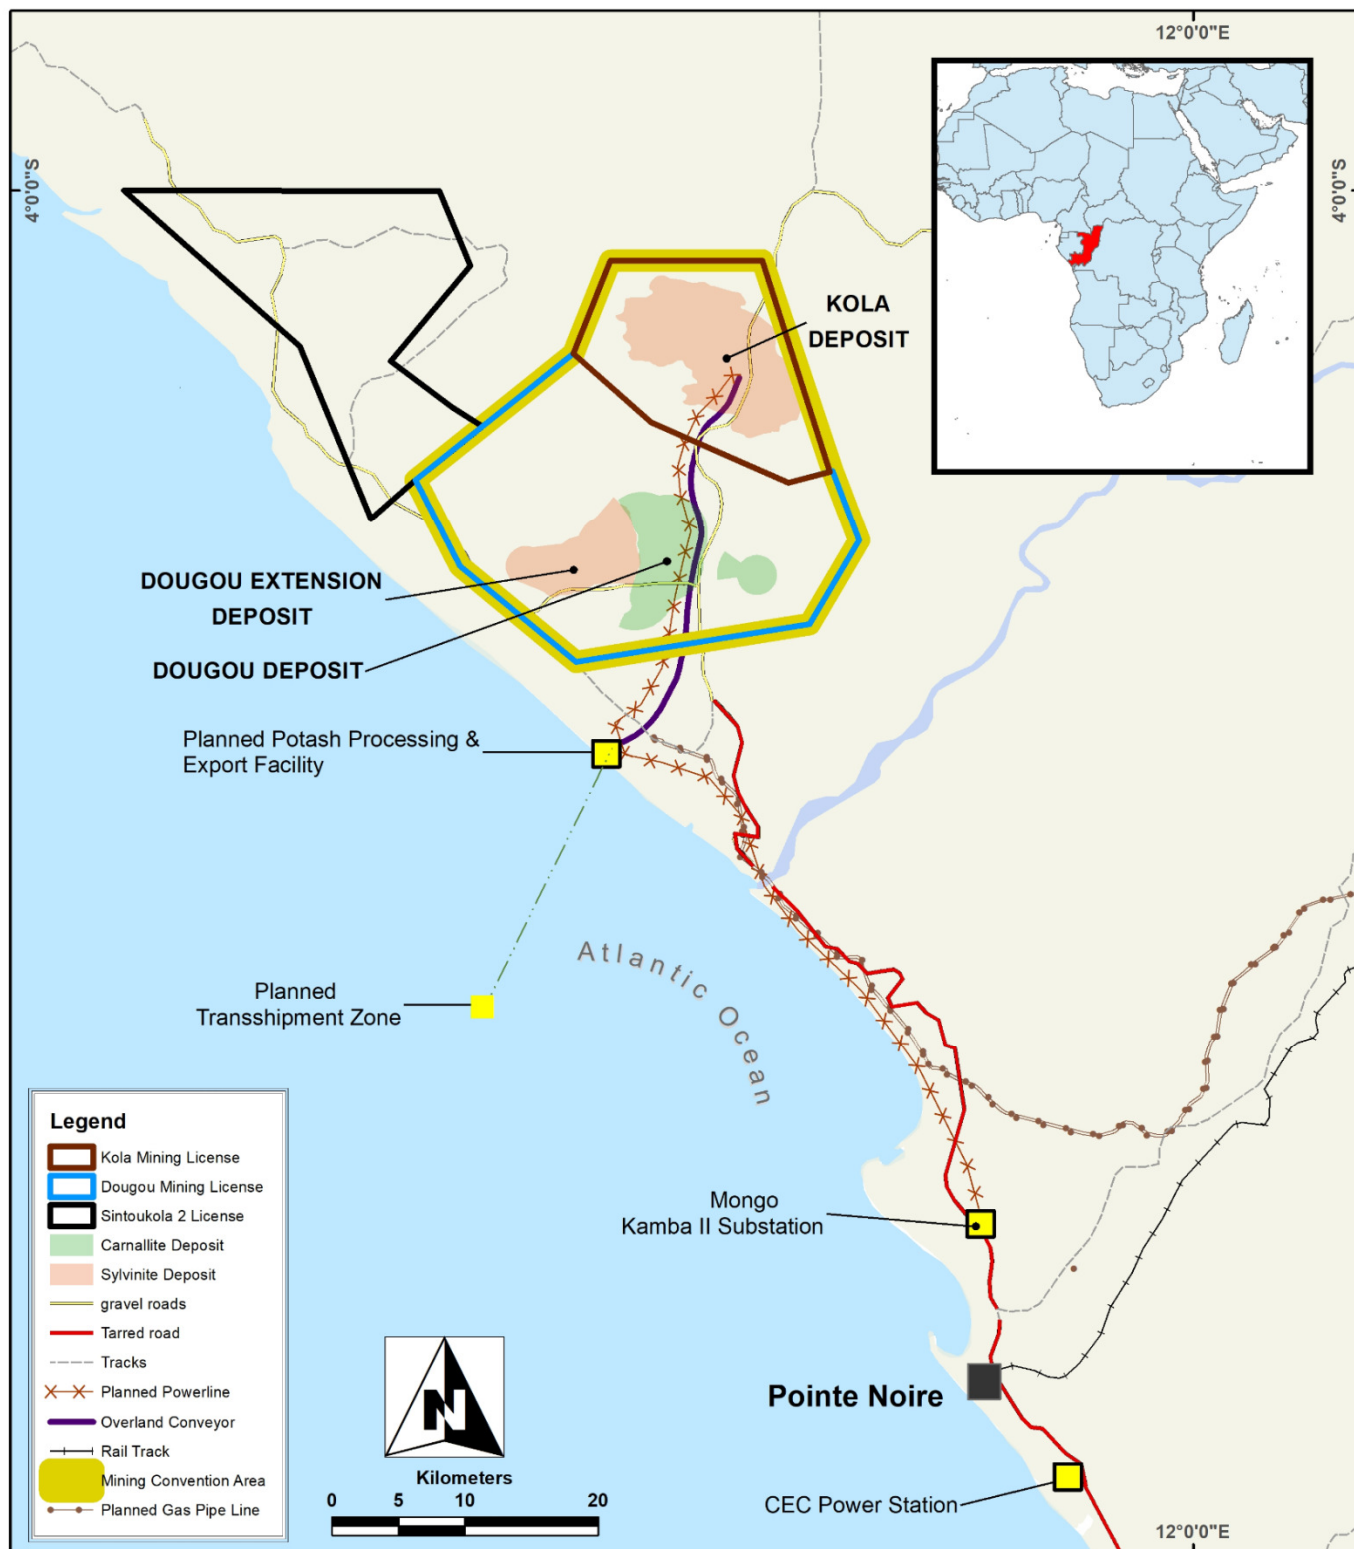 12°0'0"E
4°0'0"S
4°0'0"S
KOLA
DEPOSIT
DOUGOU EXTENSION
DEPOSIT
DOUGOU DEPOSIT
Planned Potash Processing &
Export Facility
Atlantic Ocean
Planned
Transshipment Zone
Mongo
Kamba II Substation
Pointe Noire
CEC Power Station
Legend
Kola Mining License
Dougou Mining License
Sintoukola 2 License
Carnallite Deposit
Sylvinite Deposit
gravel roads
Tarred road
Tracks
Planned Powerline
Overland Conveyor
Rail Track
Mining Convention Area
Planned Gas Pipe Line
N
Kilometers
0 5 10 20
12°0'0"E